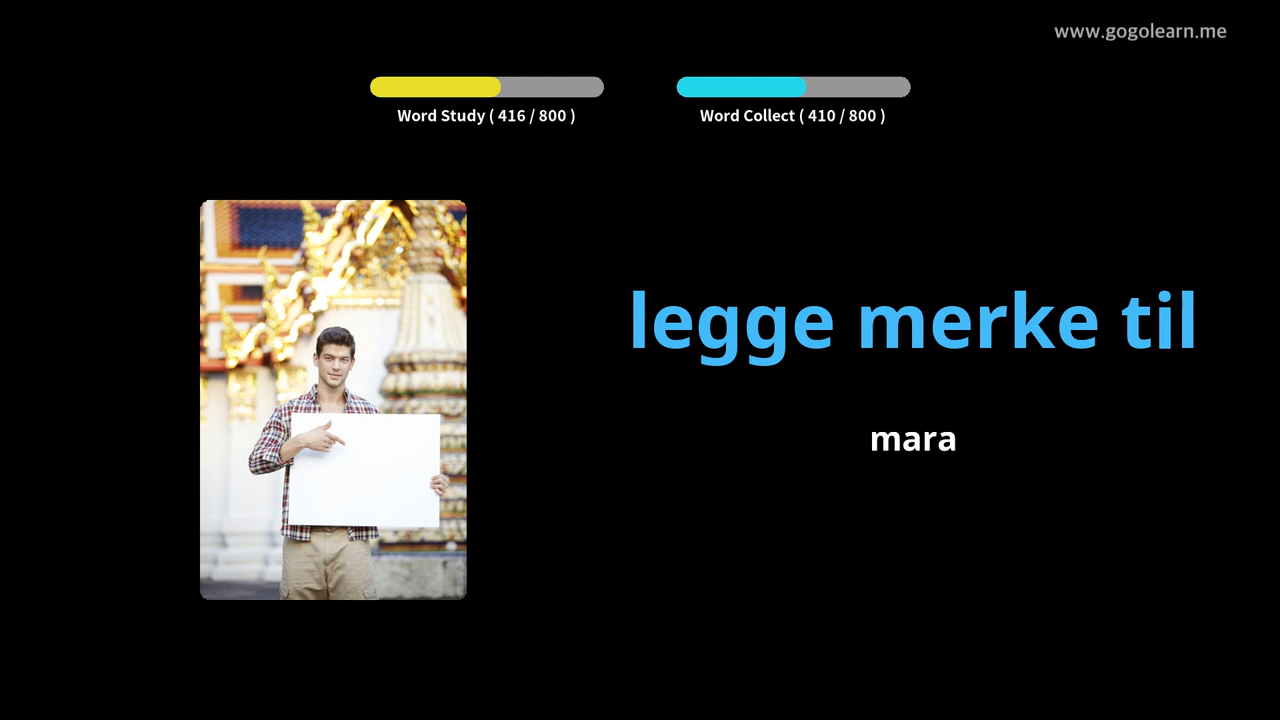 www.gogolearn.me
Word Study ( 416 / 800 )
Word Collect ( 410 / 800 )
legge merke til
mara